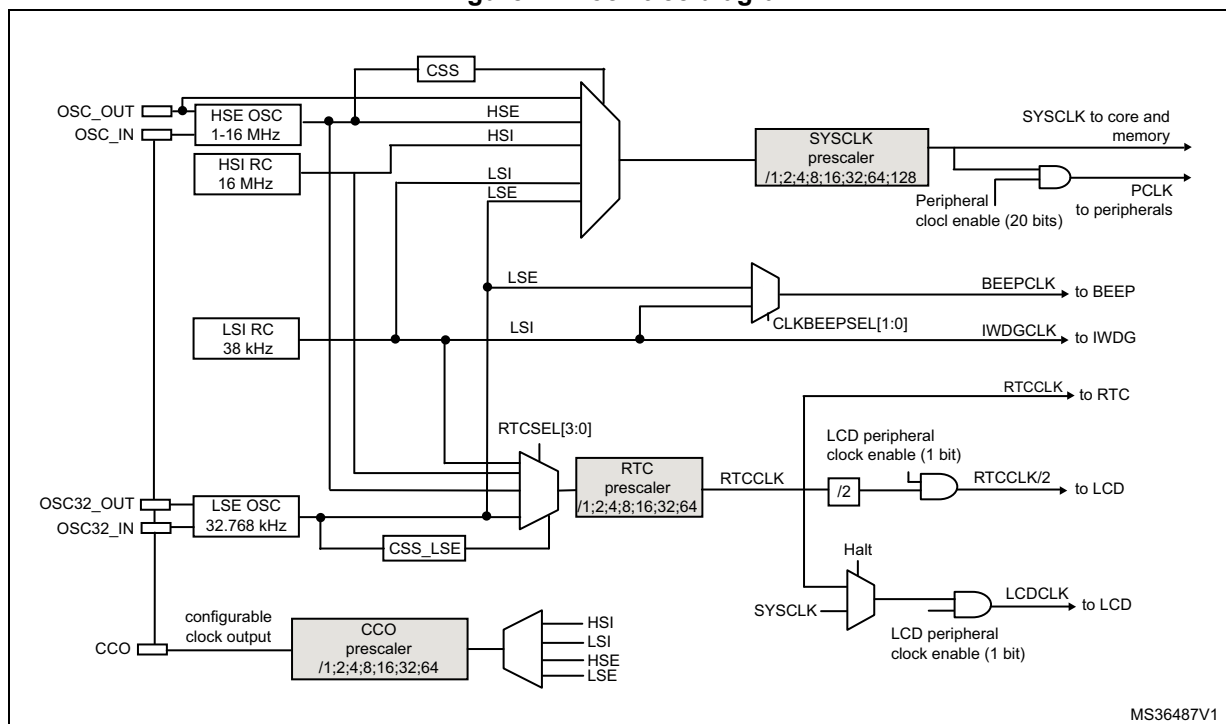 CSS
OSC_OUT
OSC_IN
HSE OSC
1-16 MHz
HSE
HSI
HSI RC
16 MHz
LSI
LSE
SYSCLK
prescaler
/1;2;4;8;16;32;64;128
SYSCLK to core and
memory
Peripheral
clocl enable (20 bits)
PCLK
to peripherals
LSE
BEEPCLK
to BEEP
CLKBEEPSEL[1:0]
LSI RC
38 kHz
LSI
IWDGCLK
to IWDG
RTCCLK
to RTC
RTCSEL[3:0]
LCD peripheral
clock enable (1 bit)
RTC
prescaler
/1;2;4;8;16;32;64
RTCCLK
/2
RTCCLK/2
to LCD
OSC32_OUT
OSC32_IN
LSE OSC
32.768 kHz
CSS_LSE
Halt
SYSCLK
LCDCLK
to LCD
LCD peripheral
clock enable (1 bit)
configurable
clock output
CCO
CCO
prescaler
/1;2;4;8;16;32;64
HSI
LSI
HSE
LSE
MS36487V1